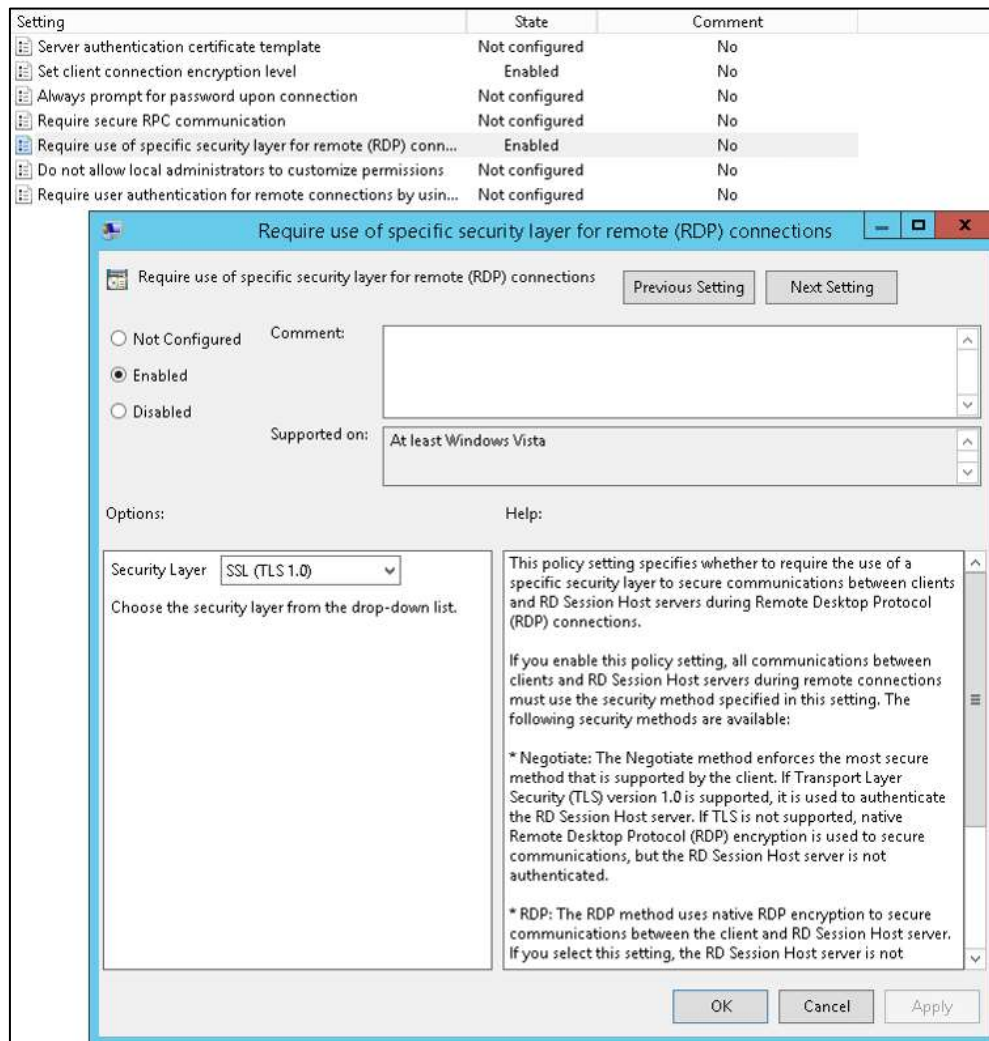 Setting State Comment
Server authentication certificate template Not configured No
Set client connection encryption level Enabled No
Always prompt for password upon connection Not configured No
Require secure RPC communication Not configured No
Require use of specific security layer for remote (RDP) conn... Enabled No
Do not allow local administrators to customize permissions Not configured No
Require user authentication for remote connections by usin... Not configured No
Require use of specific security layer for remote (RDP) connections
Require use of specific security layer for remote (RDP) connections
Previous Setting Next Setting
Not Configured
Comment:
Enabled
Disabled
Supported on:
At least Windows Vista
Options:
Help:
Security Layer SSL (TLS 1.0)
Choose the security layer from the drop-down list.
This policy setting specifies whether to require the use of a
specific security layer to secure communications between clients
and RD Session Host servers during Remote Desktop Protocol
(RDP) connections.
If you enable this policy setting, all communications between
clients and RD Session Host servers during remote connections
must use the security method specified in this setting. The
following security methods are available:
* Negotiate: The Negotiate method enforces the most secure
method that is supported by the client. If Transport Layer
Security (TLS) version 1.0 is supported, it is used to authenticate
the RD Session Host server. If TLS is not supported, native
Remote Desktop Protocol (RDP) encryption is used to secure
communications, but the RD Session Host server is not
authenticated.
* RDP: The RDP method uses native RDP encryption to secure
communications between the client and RD Session Host server.
If you select this setting, the RD Session Host server is not
OK Cancel Apply